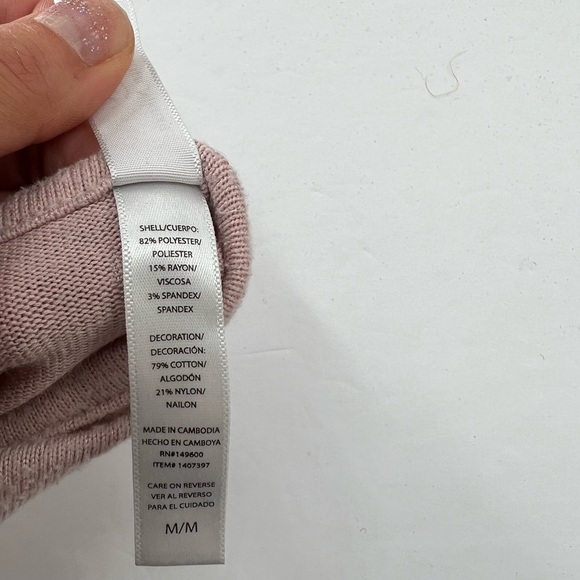 SHELL/CUERPO:
82% POLYESTER/
POLIESTER
15% RAYON/
VISCOSA
3% SPANDEX/
SPANDEX
DECORATION/
DECORACIÓN:
79% COTTON/
ALGODÓN
21% NYLON/
NAILON
MADE IN CAMBODIA
HECHO EN CAMBOYA
RN#149600
ITEM# 1407397
CARE ON REVERSE
VER AL REVERSO
PARA EL CUIDADO
M/M